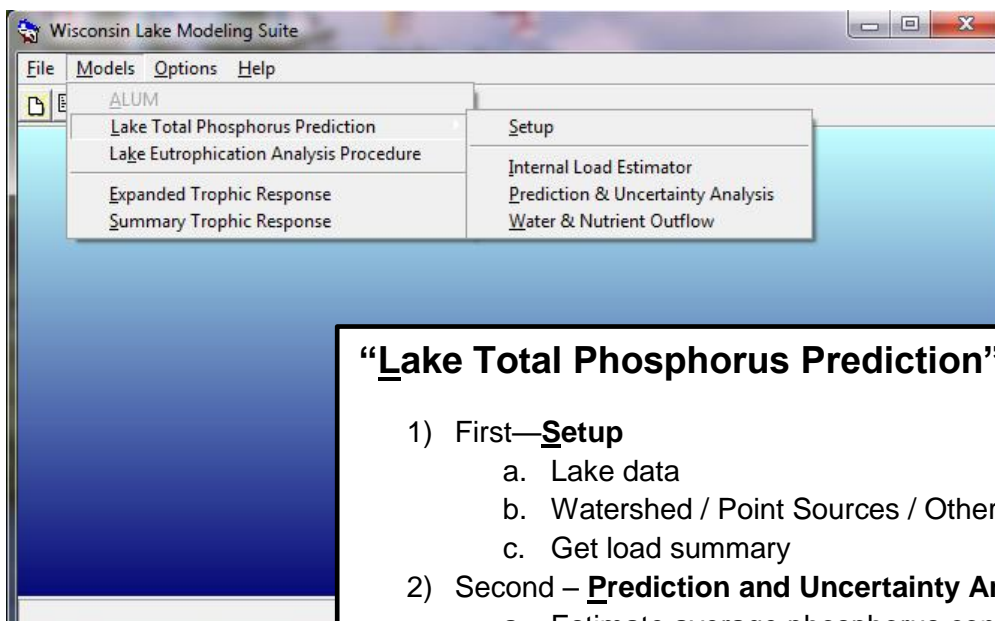 Wisconsin Lake Modeling Suite
File Models Options Help
ALUM
Lake Total Phosphorus Prediction
Lake Eutrophication Analysis Procedure
Expanded Trophic Response
Summary Trophic Response
Setup
Internal Load Estimator
Prediction & Uncertainty Analysis
Water & Nutrient Outflow
“Lake Total Phosphorus Prediction”
1) First—Setup
a. Lake data
b. Watershed / Point Sources / Other
c. Get load summary
2) Second – Prediction and Uncertainty